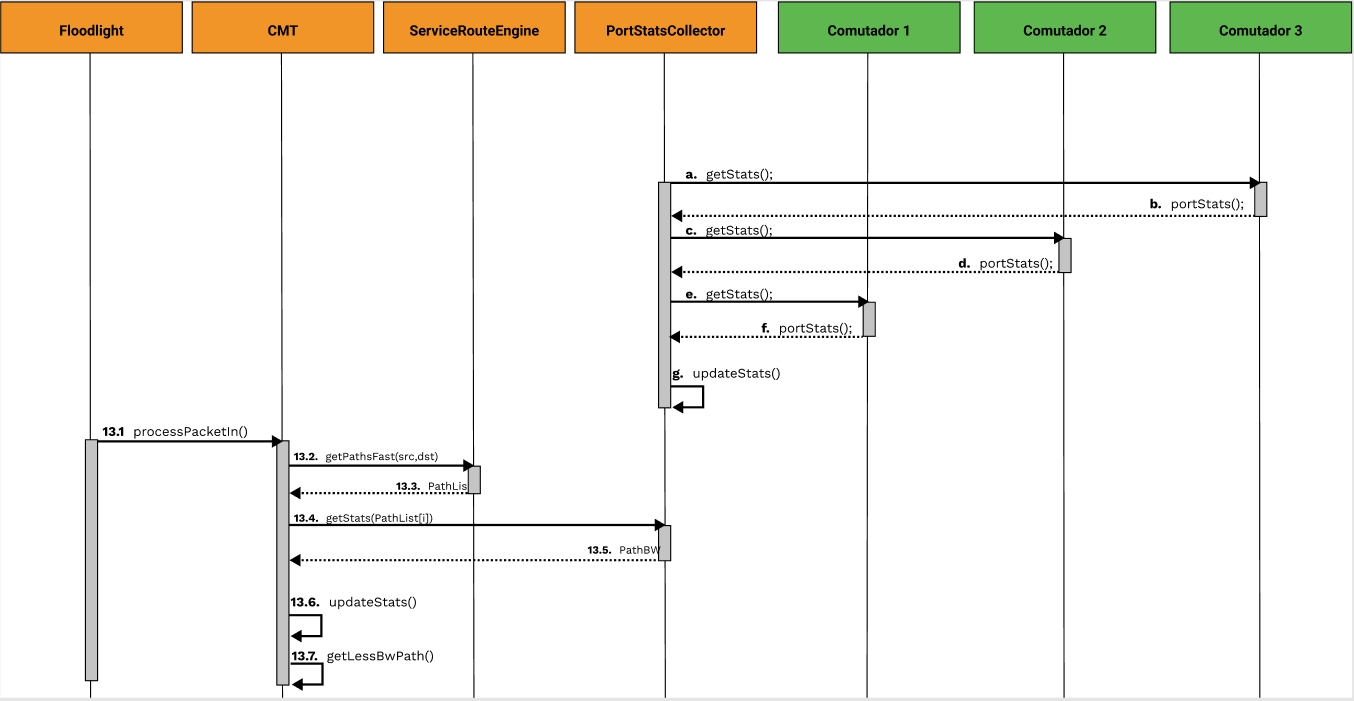 Floodlight
CMT
ServiceRouteEngine
PortStatsCollector
Comutador 1
Comutador 2
Comutador 3
a. getStats();
b. portStats();
c. getStats();
d. portStats();
e. getStats();
f. portStats();
g. updateStats()
13.1 processPacketIn()
13.2. getPathsFast(src,dst)
13.3. PathLis
13.4. getStats(PathList[i])
13.5. PathBW
13.6. updateStats()
13.7. getLessBwPath()